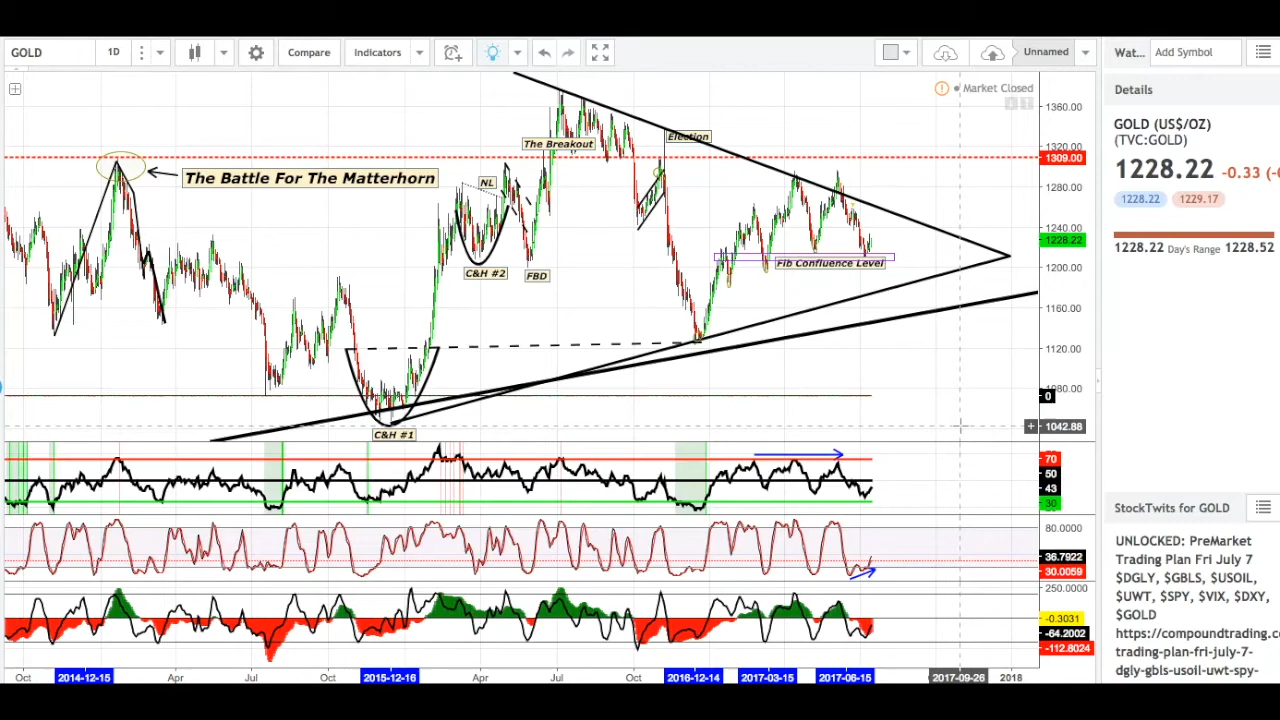 GOLD
1D
Compare
Indicators
Unnamed
Wat...
Add Symbol
Market Closed
Details
GOLD (US$/OZ)
(TVC:GOLD)
1228.22 -0.33
1228.22 1229.17
1228.22 Day's Range 1228.52
The Battle For The Matterhorn
NL
The Breakout
Election
C&H #2
FBD
Fib Confluence Level
C&H #1
1360.00
1309.00
1280.00
1240.00
1228.22
1200.00
1160.00
1120.00
1080.00
0
1042.88
70
50
43
30
80.0000
36.7922
30.0059
250.0000
-0.3031
-64.2002
-112.8024
Oct
2014-12-15
Apr
Jul
Oct
2015-12-16
Apr
Jul
Oct
2016-12-14
2017-03-15
2017-06-15
2017-09-26
2018
StockTwits for GOLD
UNLOCKED: PreMarket
Trading Plan Fri July 7
$DGLY, $GBLS, $USOIL,
$UWT, $SPY, $VIX, $DXY,
$GOLD
https://compoundtrading.c
trading-plan-fri-july-7-
dgly-gbls-usoil-uwt-spy-